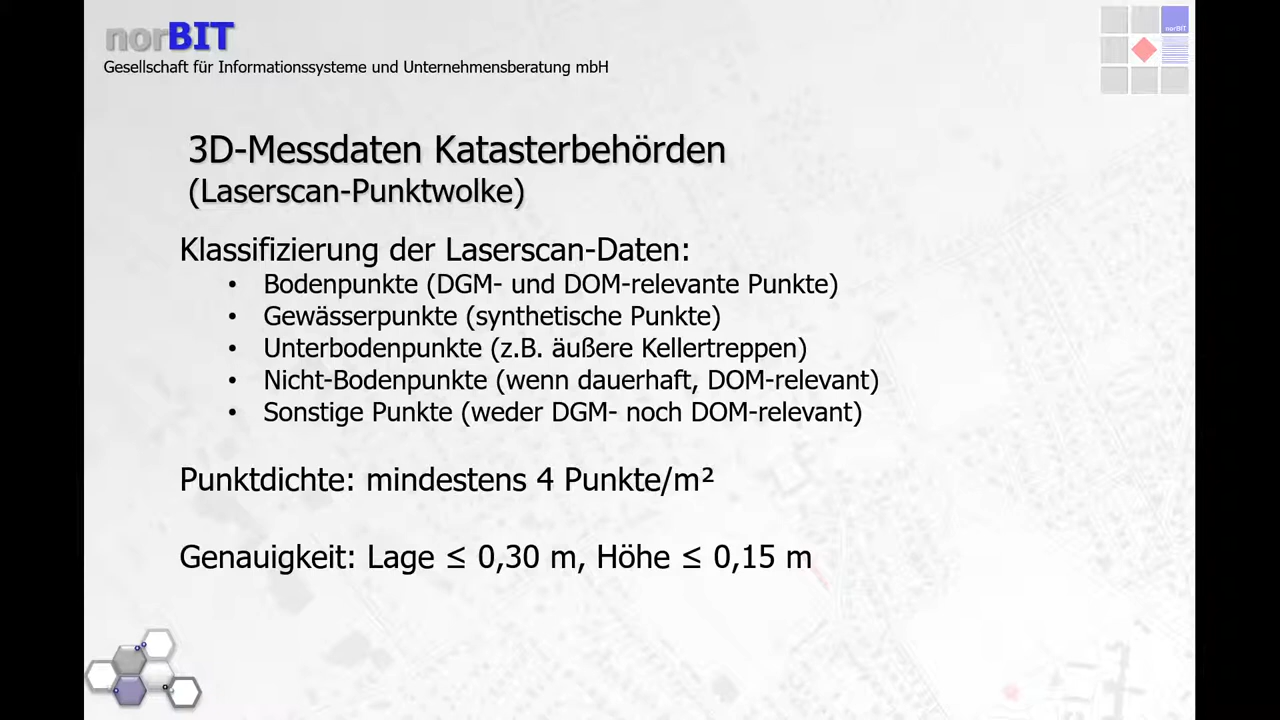 norBIT
Gesellschaft für Informationssysteme und Unternehmensberatung mbH
norBIT
3D-Messdaten Katasterbehörden
(Laserscan-Punktwolke)
Klassifizierung der Laserscan-Daten:
• Bodenpunkte (DGM- und DOM-relevante Punkte)
• Gewässerpunkte (synthetische Punkte)
• Unterbodenpunkte (z.B. äußere Kellertreppen)
• Nicht-Bodenpunkte (wenn dauerhaft, DOM-relevant)
• Sonstige Punkte (weder DGM- noch DOM-relevant)
Punktdichte: mindestens 4 Punkte/m²
Genauigkeit: Lage ≤ 0,30 m, Höhe ≤ 0,15 m